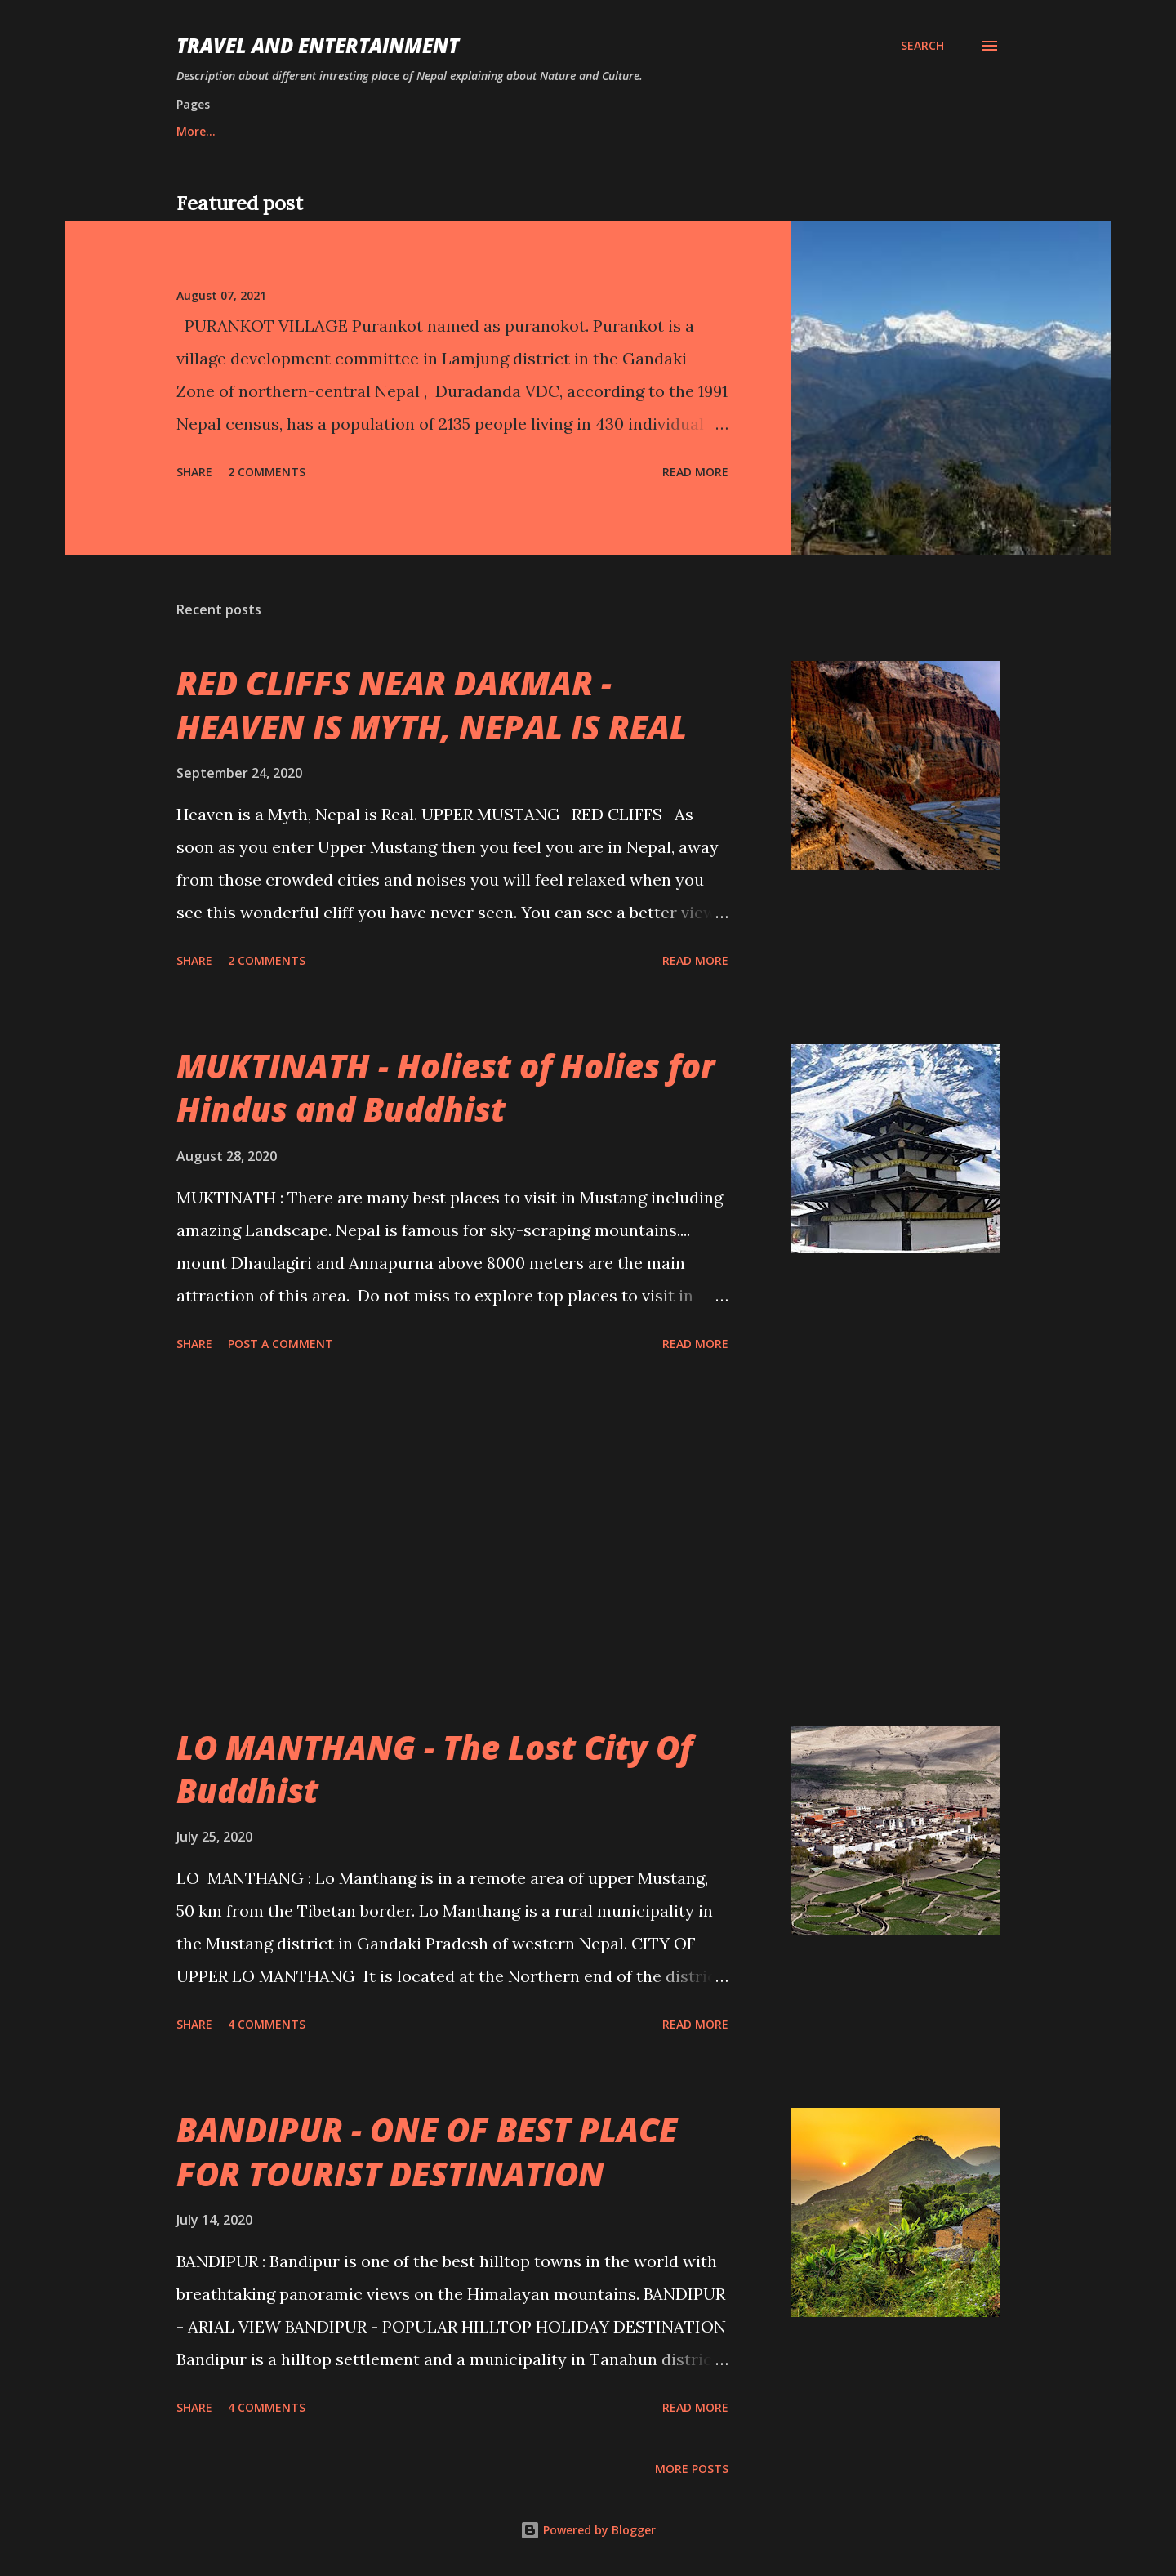 TRAVEL AND ENTERTAINMENT
SEARCH
Description about different intresting place of Nepal explaining about Nature and Culture.
Pages
More…
Featured post
August 07, 2021
PURANKOT VILLAGE Purankot named as puranokot. Purankot is a
village development committee in Lamjung district in the Gandaki
Zone of northern-central Nepal ,  Duradanda VDC, according to the 1991
Nepal census, has a population of 2135 people living in 430 individual …
SHARE 2 COMMENTS READ MORE
Recent posts
RED CLIFFS NEAR DAKMAR -
HEAVEN IS MYTH, NEPAL IS REAL
September 24, 2020
Heaven is a Myth, Nepal is Real. UPPER MUSTANG- RED CLIFFS   As
soon as you enter Upper Mustang then you feel you are in Nepal, away
from those crowded cities and noises you will feel relaxed when you
see this wonderful cliff you have never seen. You can see a better view …
SHARE 2 COMMENTS READ MORE
MUKTINATH - Holiest of Holies for
Hindus and Buddhist
August 28, 2020
MUKTINATH : There are many best places to visit in Mustang including
amazing Landscape. Nepal is famous for sky-scraping mountains....
mount Dhaulagiri and Annapurna above 8000 meters are the main
attraction of this area.  Do not miss to explore top places to visit in …
SHARE POST A COMMENT READ MORE
LO MANTHANG - The Lost City Of
Buddhist
July 25, 2020
LO  MANTHANG : Lo Manthang is in a remote area of upper Mustang,
50 km from the Tibetan border. Lo Manthang is a rural municipality in
the Mustang district in Gandaki Pradesh of western Nepal. CITY OF
UPPER LO MANTHANG  It is located at the Northern end of the …
SHARE 4 COMMENTS READ MORE
BANDIPUR - ONE OF BEST PLACE
FOR TOURIST DESTINATION
July 14, 2020
BANDIPUR : Bandipur is one of the best hilltop towns in the world with
breathtaking panoramic views on the Himalayan mountains. BANDIPUR
- ARIAL VIEW BANDIPUR - POPULAR HILLTOP HOLIDAY DESTINATION
Bandipur is a hilltop settlement and a municipality in Tanahun …
SHARE 4 COMMENTS READ MORE
MORE POSTS
Powered by Blogger